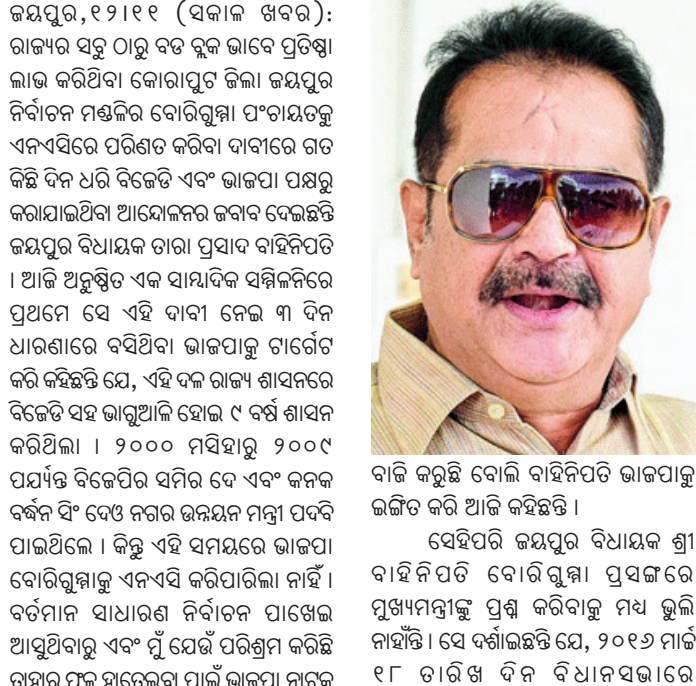 ଜୟପୁର,୧୨।୧୧ (ସକାଳ ଖବର):
ରାଜ୍ୟର ସବୁ ଠାରୁ ବଡ ବ୍ଲକ ଭାବେ ପ୍ରତିଷ୍ଠା
ଲାଭ କରିଥିବା କୋରାପୁଟ ଜିଲା ଜୟପୁର
ନିର୍ବାଚନ ମଣ୍ଡଳିର ବୋରିଗୁମ୍ମା ପଂଚାୟତକୁ
ଏନଏସିରେ ପରିଣତ କରିବା ଦାବୀରେ ଗତ
କିଛି ଦିନ ଧରି ବିଜେଡି ଏବଂ ଭାଜପା ପକ୍ଷରୁ
କରାଯାଇଥିବା ଆନ୍ଦୋଳନର ଜବାବ ଦେଇଛନ୍ତି
ଜୟପୁର ବିଧାୟକ ତାରା ପ୍ରସାଦ ବାହିନିପତି
। ଆଜି ଅନୁଷ୍ଠିତ ଏକ ସାମ୍ବାଦିକ ସମ୍ମିଳନିରେ
ପ୍ରଥମେ ସେ ଏହି ଦାବୀ ନେଇ ୩ ଦିନ
ଧାରଣାରେ ବସିଥିବା ଭାଜପାକୁ ଟାର୍ଗେଟ
କରି କହିଛନ୍ତି ଯେ, ଏହି ଦଳ ରାଜ୍ୟ ଶାସନରେ
ବିଜେଡି ସହ ଭାଗୁଆଳି ହୋଇ ୯ ବର୍ଷ ଶାସନ
କରିଥିଲା । ୨୦୦୦ ମସିହାରୁ ୨୦୦୯
ପର୍ଯ୍ୟନ୍ତ ବିଜେପିର ସମିର ଦେ ଏବଂ କନକ
ବର୍ଦ୍ଧନ ସିଂ ଦେଓ ନଗର ଉନ୍ନୟନ ମନ୍ତ୍ରୀ ପଦବି
ପାଇଥିଲେ । କିନ୍ତୁ ଏହି ସମୟରେ ଭାଜପା
ବୋରିଗୁମ୍ମାକୁ ଏନଏସି କରିପାରିଲା ନାହିଁ ।
ବର୍ତମାନ ସାଧାରଣ ନିର୍ବାଚନ ପାଖେଇ
ଆସୁଥିବାରୁ ଏବଂ ମୁଁ ଯେଉଁ ପରିଶ୍ରମ କରିଛି
ତାହାର ଫଳ ହାତେଇବା ପାଇଁ ଭାଜପା ନାଟକ
ବାଜି କରୁଛି ବୋଲି ବାହିନିପତି ଭାଜପାକୁ
ଇଙ୍ଗିତ କରି ଆଜି କହିଛନ୍ତି ।
ସେହିପରି ଜୟପୁର ବିଧାୟକ ଶ୍ରୀ
ବାହିନିପତି ବୋରିଗୁମ୍ମା ପ୍ରସଙ୍ଗରେ
ମୁଖ୍ୟମନ୍ତ୍ରୀଙ୍କୁ ପ୍ରଶ୍ନ କରିବାକୁ ମଧ୍ୟ ଭୁଲି
ନାହାଁନ୍ତି । ସେ ଦର୍ଶାଇଛନ୍ତି ଯେ, ୨୦୧୬ ମାର୍ଚ୍ଚ
୧୮ ତାରିଖ ଦିନ ବିଧାନସଭାରେ